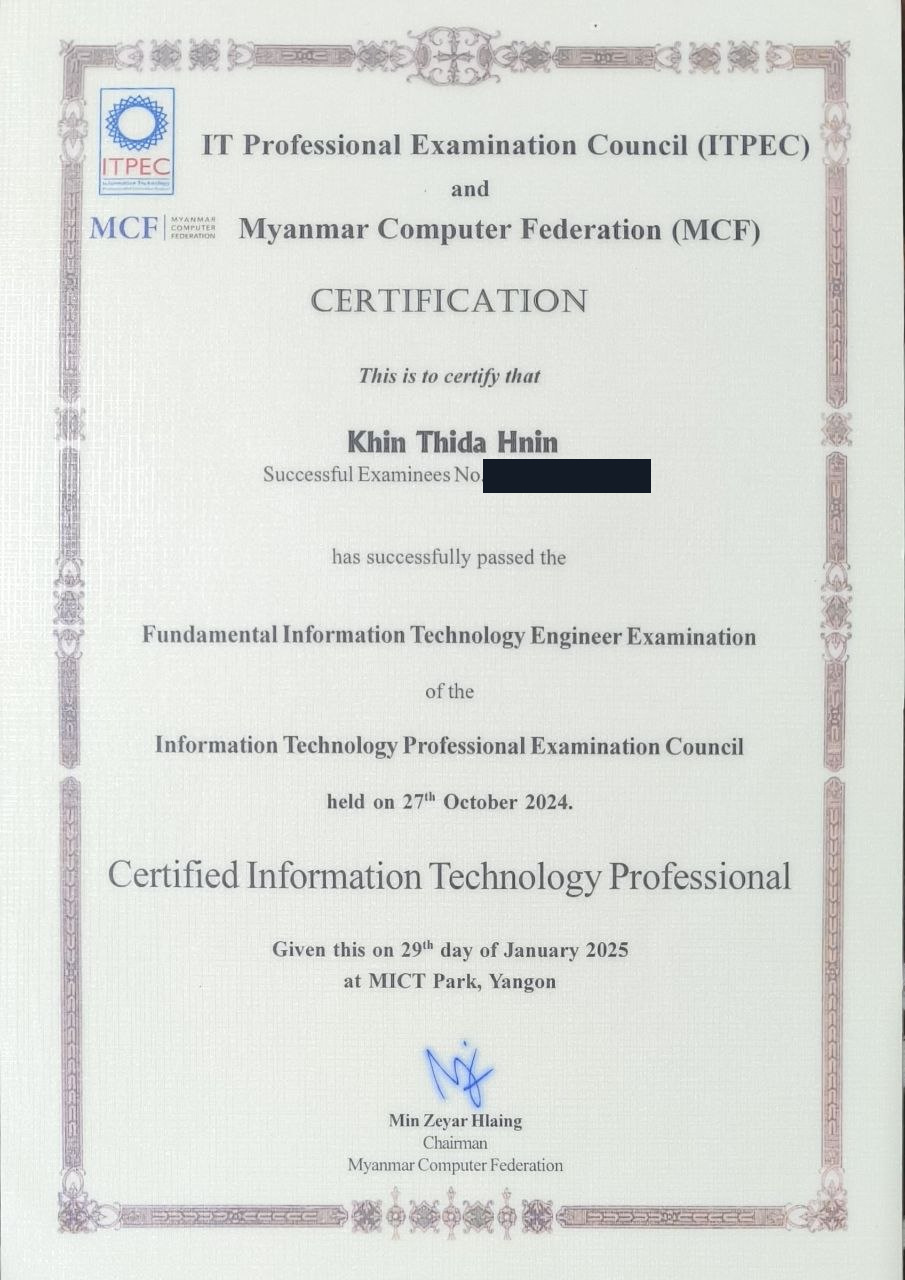 ITPEC
IT Professional Examination Council (ITPEC)
and
MCF MYANMAR COMPUTER FEDERATION
Myanmar Computer Federation (MCF)
CERTIFICATION
This is to certify that
Khin Thida Hnin
Successful Examinees No.
has successfully passed the
Fundamental Information Technology Engineer Examination
of the
Information Technology Professional Examination Council
held on 27th October 2024.
Certified Information Technology Professional
Given this on 29th day of January 2025
at MICT Park, Yangon
Min Zeyar Hlaing
Chairman
Myanmar Computer Federation